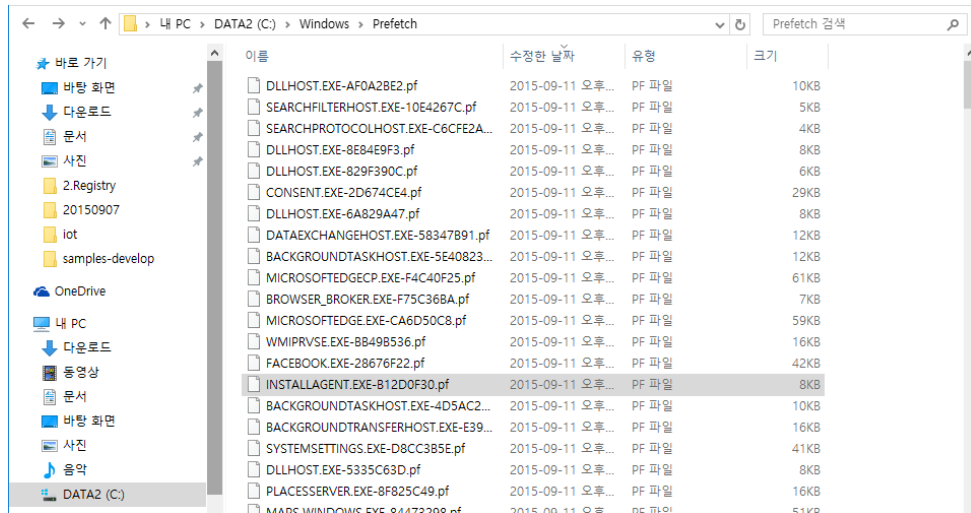 내 PC › DATA2 (C:) › Windows › Prefetch
Prefetch 검색
바로 가기
바탕 화면
다운로드
문서
사진
2.Registry
20150907
iot
samples-develop
OneDrive
내 PC
다운로드
동영상
문서
바탕 화면
사진
음악
DATA2 (C:)
이름 수정한 날짜 유형 크기
DLLHOST.EXE-AF0A2BE2.pf 2015-09-11 오후... PF 파일 10KB
SEARCHFILTERHOST.EXE-10E4267C.pf 2015-09-11 오후... PF 파일 5KB
SEARCHPROTOCOLHOST.EXE-C6CFE2A... 2015-09-11 오후... PF 파일 4KB
DLLHOST.EXE-8E84E9F3.pf 2015-09-11 오후... PF 파일 8KB
DLLHOST.EXE-829F390C.pf 2015-09-11 오후... PF 파일 6KB
CONSENT.EXE-2D674CE4.pf 2015-09-11 오후... PF 파일 29KB
DLLHOST.EXE-6A829A47.pf 2015-09-11 오후... PF 파일 8KB
DATAEXCHANGEHOST.EXE-58347B91.pf 2015-09-11 오후... PF 파일 12KB
BACKGROUNDTASKHOST.EXE-5E40823... 2015-09-11 오후... PF 파일 12KB
MICROSOFTEDGECP.EXE-F4C40F25.pf 2015-09-11 오후... PF 파일 61KB
BROWSER_BROKER.EXE-F75C36BA.pf 2015-09-11 오후... PF 파일 7KB
MICROSOFTEDGE.EXE-CA6D50C8.pf 2015-09-11 오후... PF 파일 59KB
WMIPRVSE.EXE-BB49B536.pf 2015-09-11 오후... PF 파일 16KB
FACEBOOK.EXE-28676F22.pf 2015-09-11 오후... PF 파일 42KB
INSTALLAGENT.EXE-B12D0F30.pf 2015-09-11 오후... PF 파일 8KB
BACKGROUNDTASKHOST.EXE-4D5AC2... 2015-09-11 오후... PF 파일 10KB
BACKGROUNDTRANSFERHOST.EXE-E39... 2015-09-11 오후... PF 파일 16KB
SYSTEMSETTINGS.EXE-D8CC3B5E.pf 2015-09-11 오후... PF 파일 41KB
DLLHOST.EXE-5335C63D.pf 2015-09-11 오후... PF 파일 8KB
PLACESSERVER.EXE-8F825C49.pf 2015-09-11 오후... PF 파일 16KB
MAPS.WINDOWS.EXE-84473298.pf 2015-09-11 오후... PF 파일 51KB